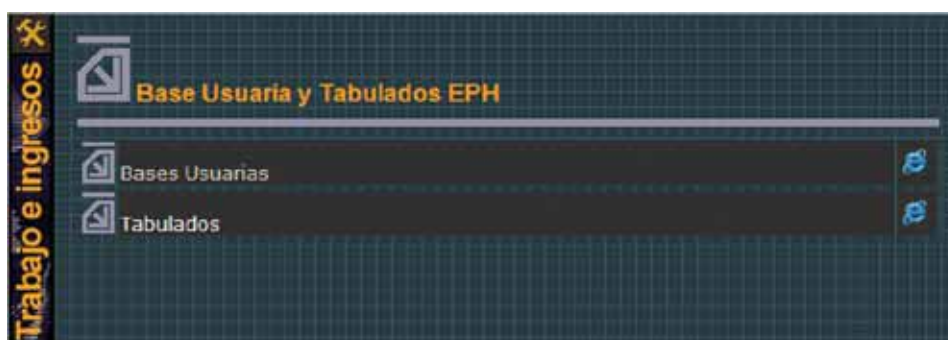 Trabajo e ingresos
Base Usuaria y Tabulados EPH
Bases Usuarias
Tabulados